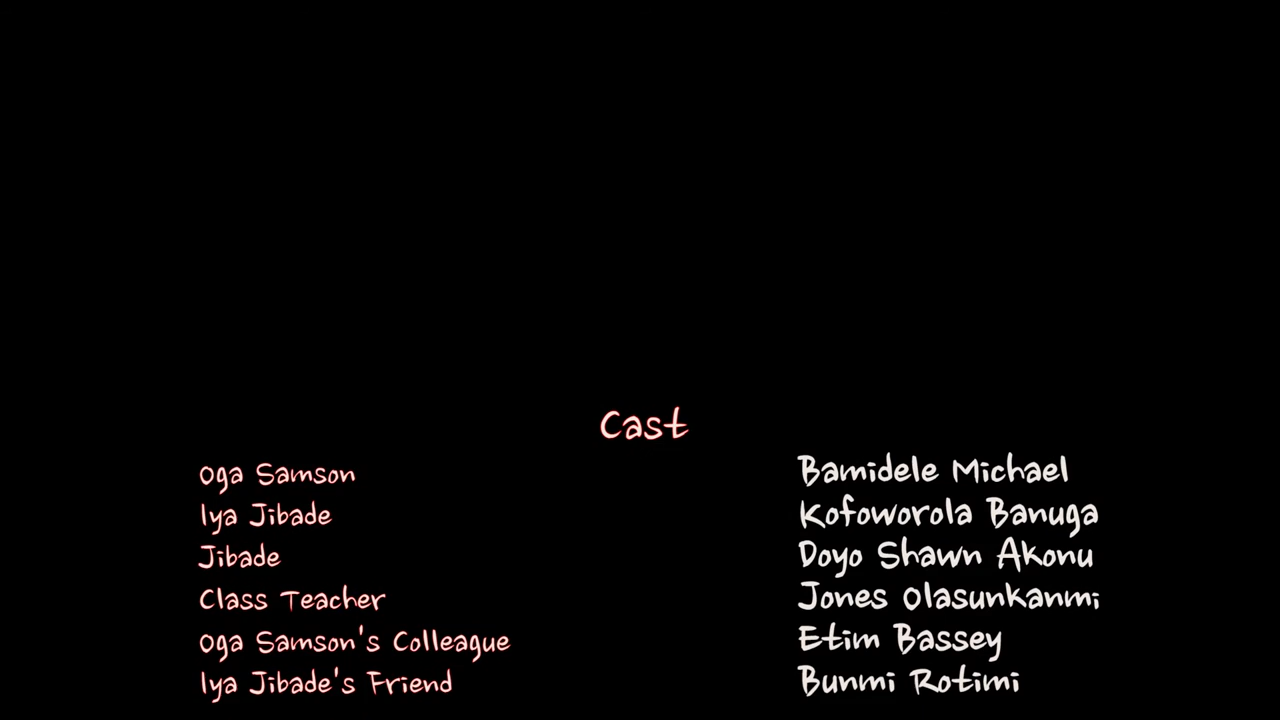 Cast
Oga Samson Bamidele Michael
Iya Jibade Kofoworola Banuga
Jibade Doyo Shawn Akonu
Class Teacher Jones Olasunkanmi
Oga Samson's Colleague Etim Bassey
Iya Jibade's Friend Bunmi Rotimi